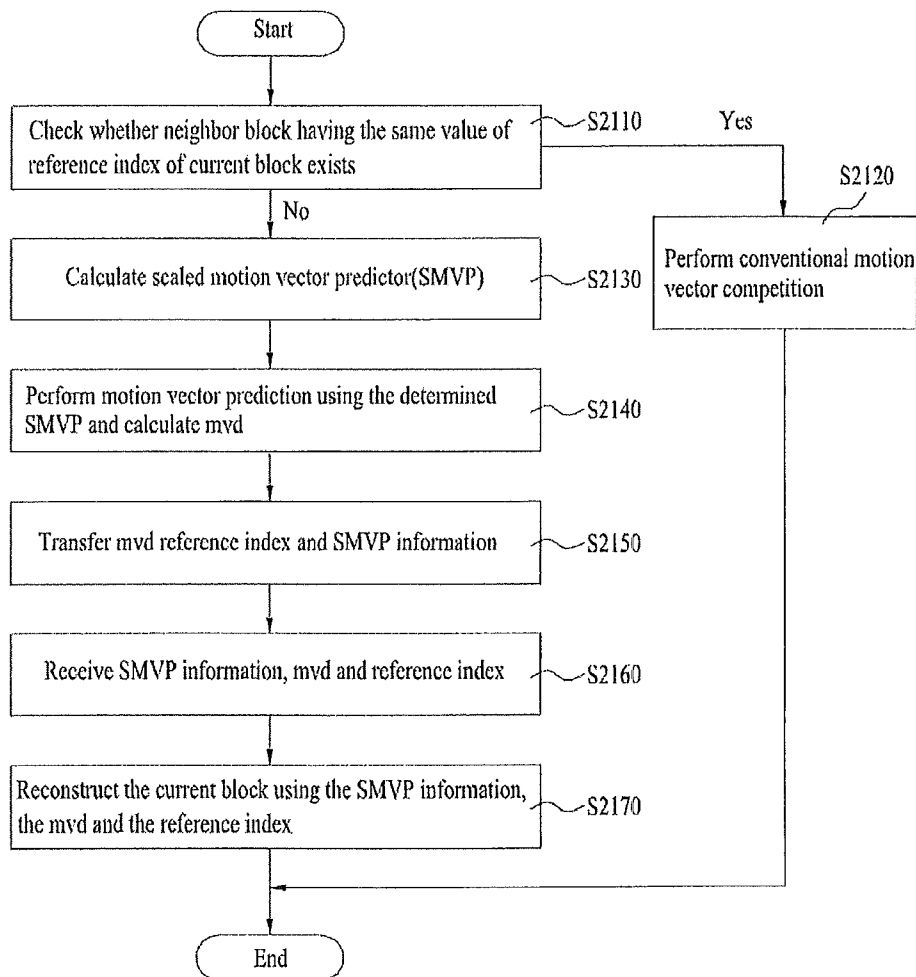 Start
Check whether neighbor block having the same value of
reference index of current block exists
S2110
Yes
No
S2120
Perform conventional motion
vector competition
Calculate scaled motion vector predictor(SMVP)
S2130
Perform motion vector prediction using the determined
SMVP and calculate mvd
S2140
Transfer mvd reference index and SMVP information
S2150
Receive SMVP information, mvd and reference index
S2160
Reconstruct the current block using the SMVP information,
the mvd and the reference index
S2170
End